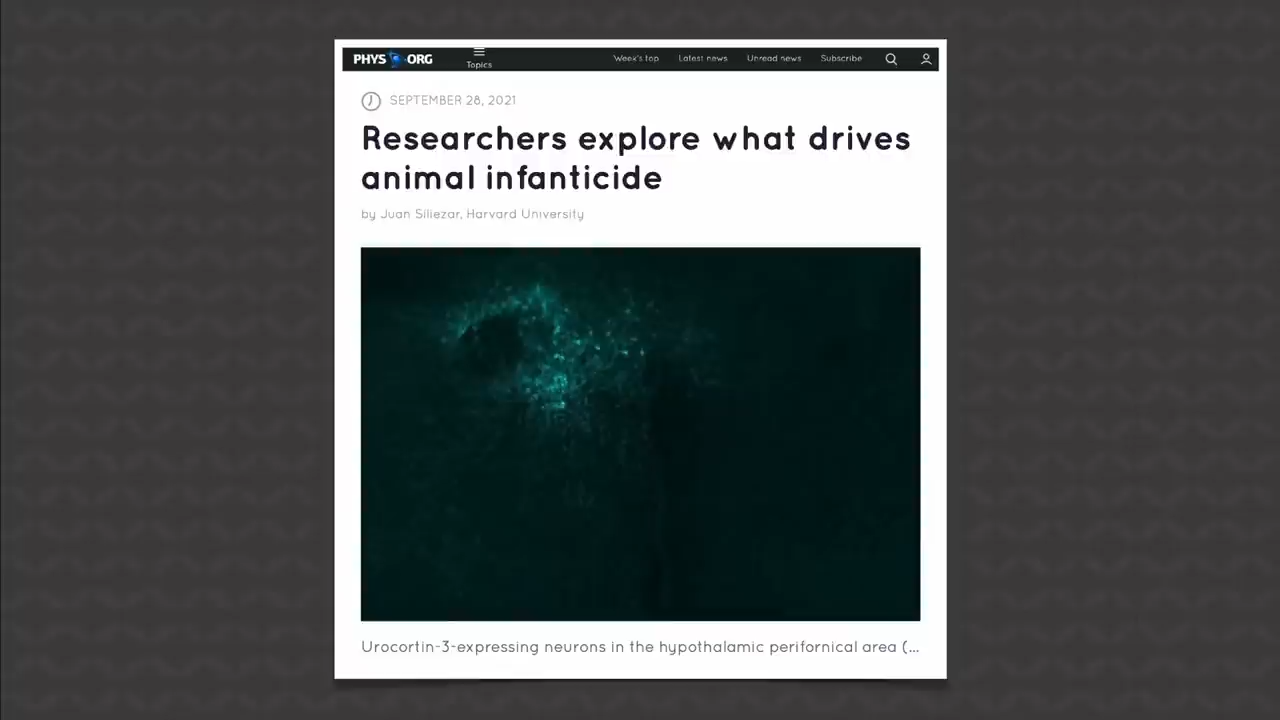 PHYS ORG
Topics
Week's top Latest news Unread news Subscribe
SEPTEMBER 28, 2021
Researchers explore what drives
animal infanticide
by Juan Siliezar, Harvard University
Urocortin-3-expressing neurons in the hypothalamic perifornical area (...